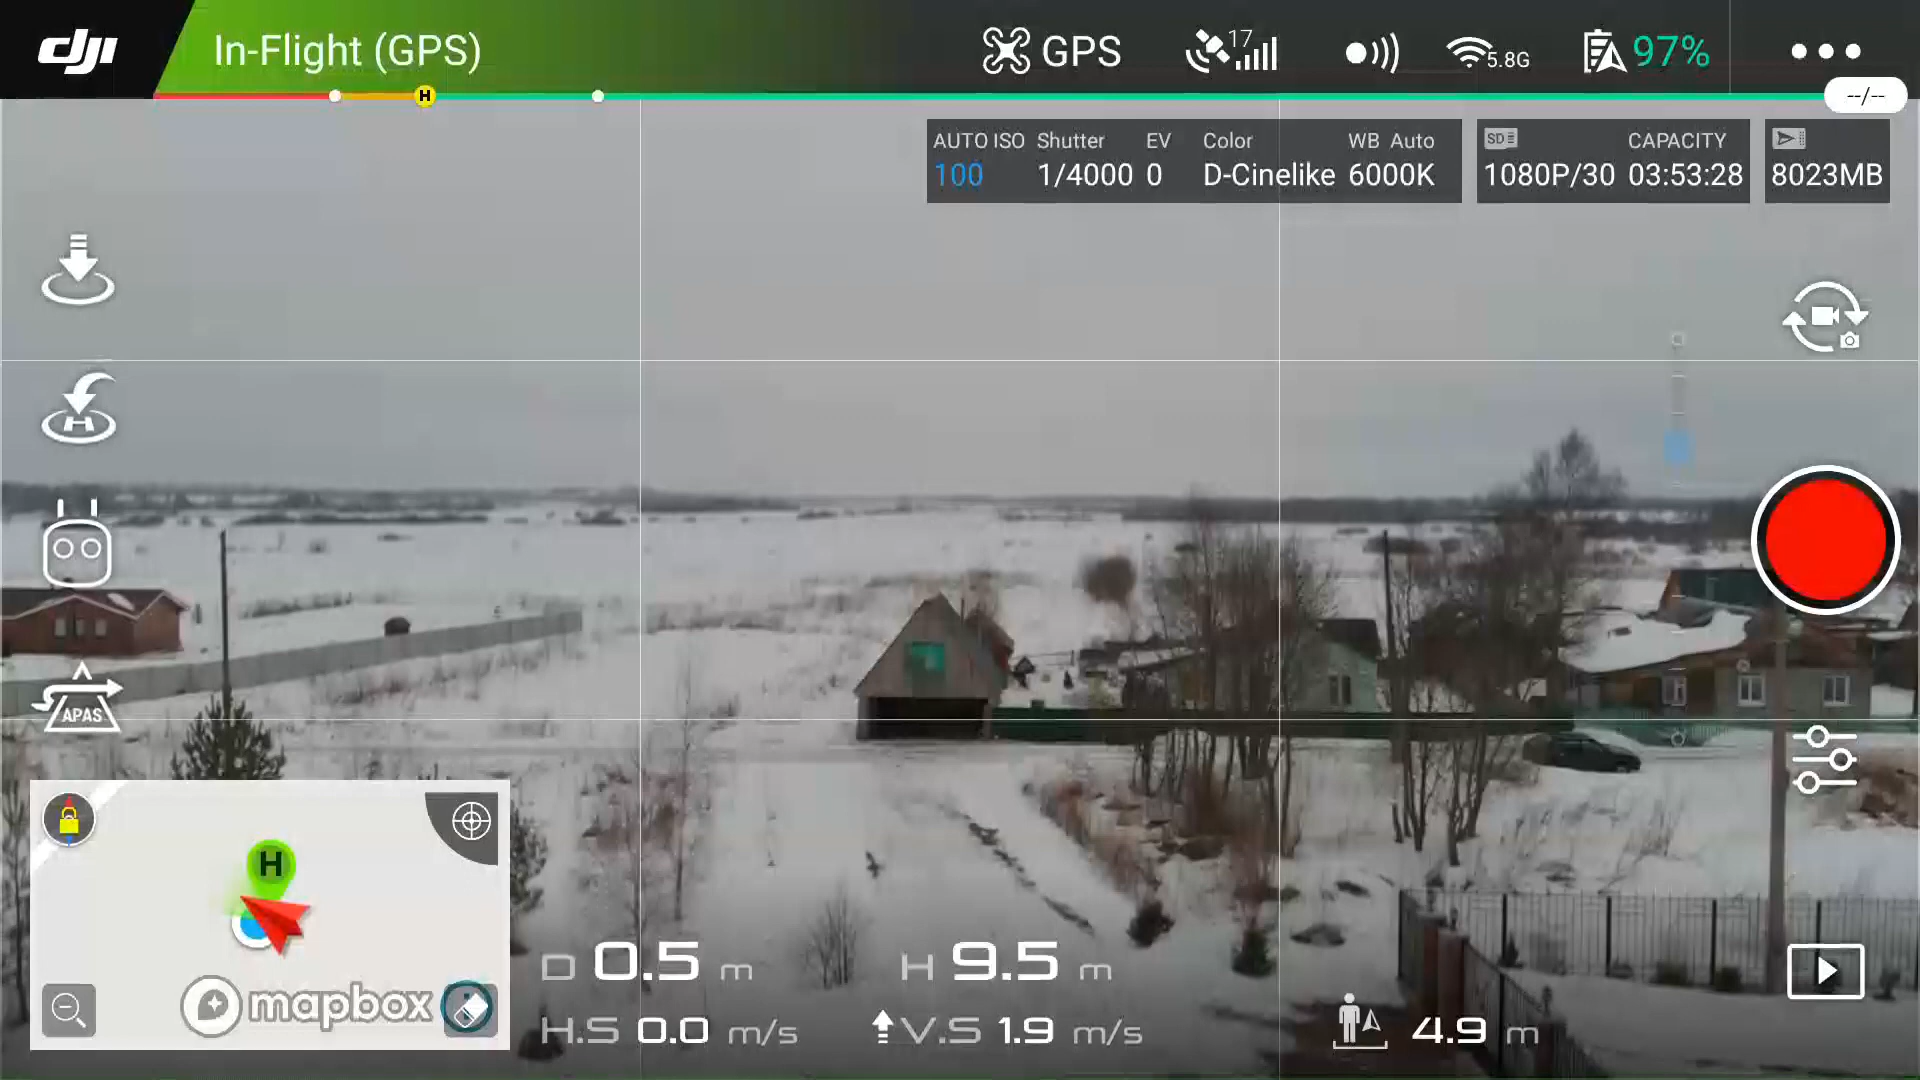 dji In-Flight (GPS) GPS 17 5.8G 97%
H --/--
AUTO ISO Shutter EV Color WB Auto SD CAPACITY
100 1/4000 0 D-Cinelike 6000K 1080P/30 03:53:28 8023MB
H
APAS
H
mapbox
D 0.5 m H 9.5 m
H.S 0.0 m/s V.S 1.9 m/s 4.9 m